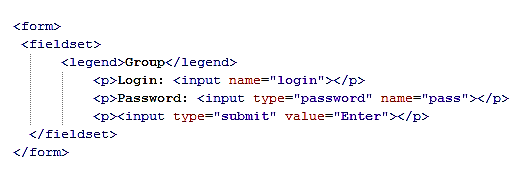 <form>
<fieldset>
<legend>Group</legend>
<p>Login: <input name="login"></p>
<p>Password: <input type="password" name="pass"></p>
<p><input type="submit" value="Enter"></p>
</fieldset>
</form>